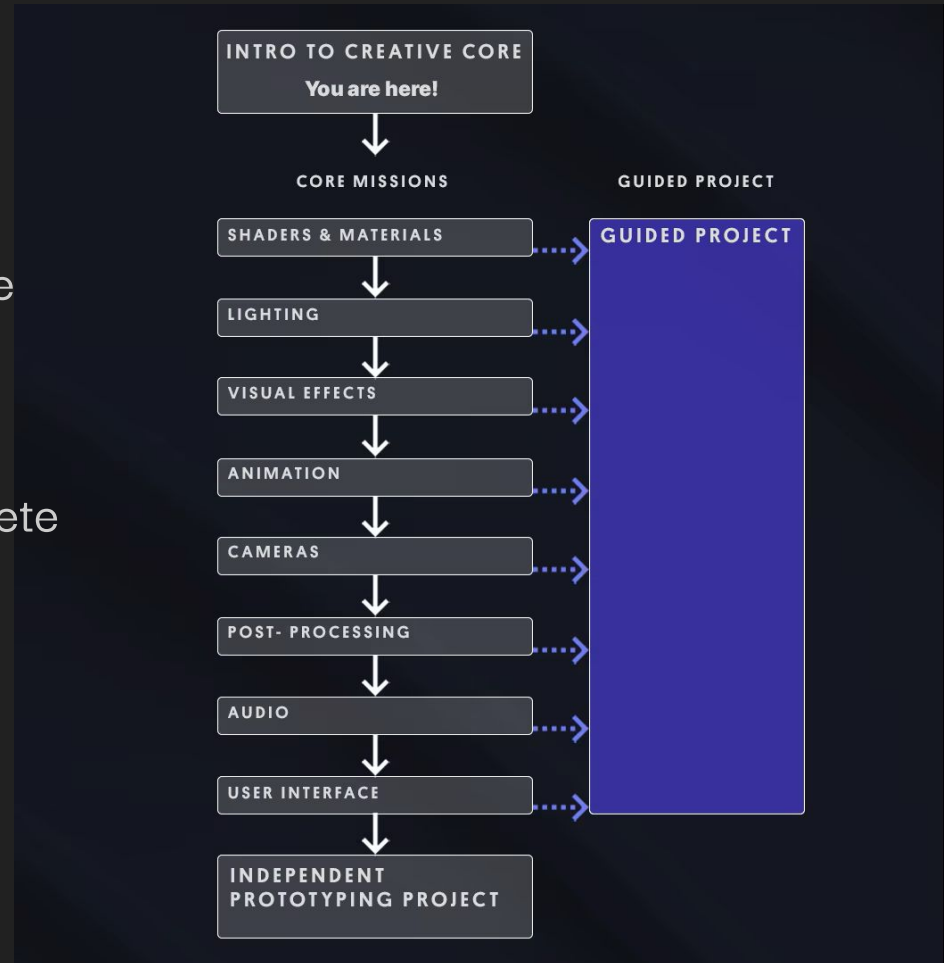 INTRO TO CREATIVE CORE
You are here!
CORE MISSIONS
GUIDED PROJECT
SHADERS & MATERIALS
GUIDED PROJECT
e
LIGHTING
VISUAL EFFECTS
ANIMATION
ete
CAMERAS
POST- PROCESSING
AUDIO
USER INTERFACE
INDEPENDENT
PROTOTYPING PROJECT